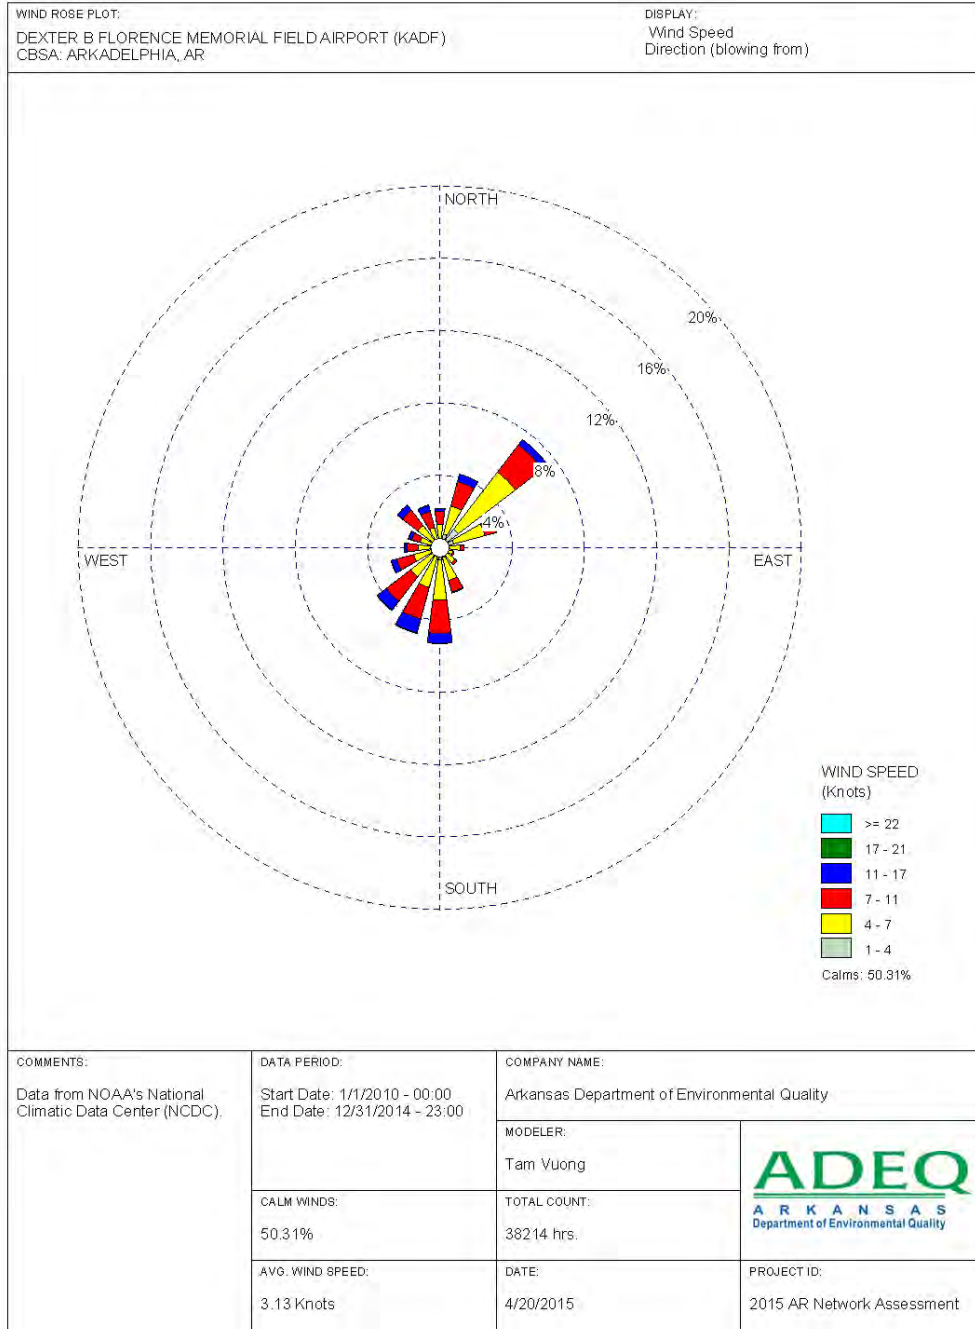 WIND ROSE PLOT:
DEXTER B FLORENCE MEMORIAL FIELD AIRPORT (KADF)
CBSA: ARKADELPHIA, AR
DISPLAY:
Wind Speed
Direction (blowing from)
NORTH
20%
16%
12%
8%
4%
WEST
EAST
SOUTH
WIND SPEED
(Knots)
>= 22
17 - 21
11 - 17
7 - 11
4 - 7
1 - 4
Calms: 50.31%
COMMENTS:
Data from NOAA's National
Climatic Data Center (NCDC).
DATA PERIOD:
Start Date: 1/1/2010 - 00:00
End Date: 12/31/2014 - 23:00
COMPANY NAME:
Arkansas Department of Environmental Quality
MODELER:
Tam Vuong
CALM WINDS:
50.31%
TOTAL COUNT:
38214 hrs.
ADEQ
ARKANSAS
Department of Environmental Quality
AVG. WIND SPEED:
3.13 Knots
DATE:
4/20/2015
PROJECT ID:
2015 AR Network Assessment